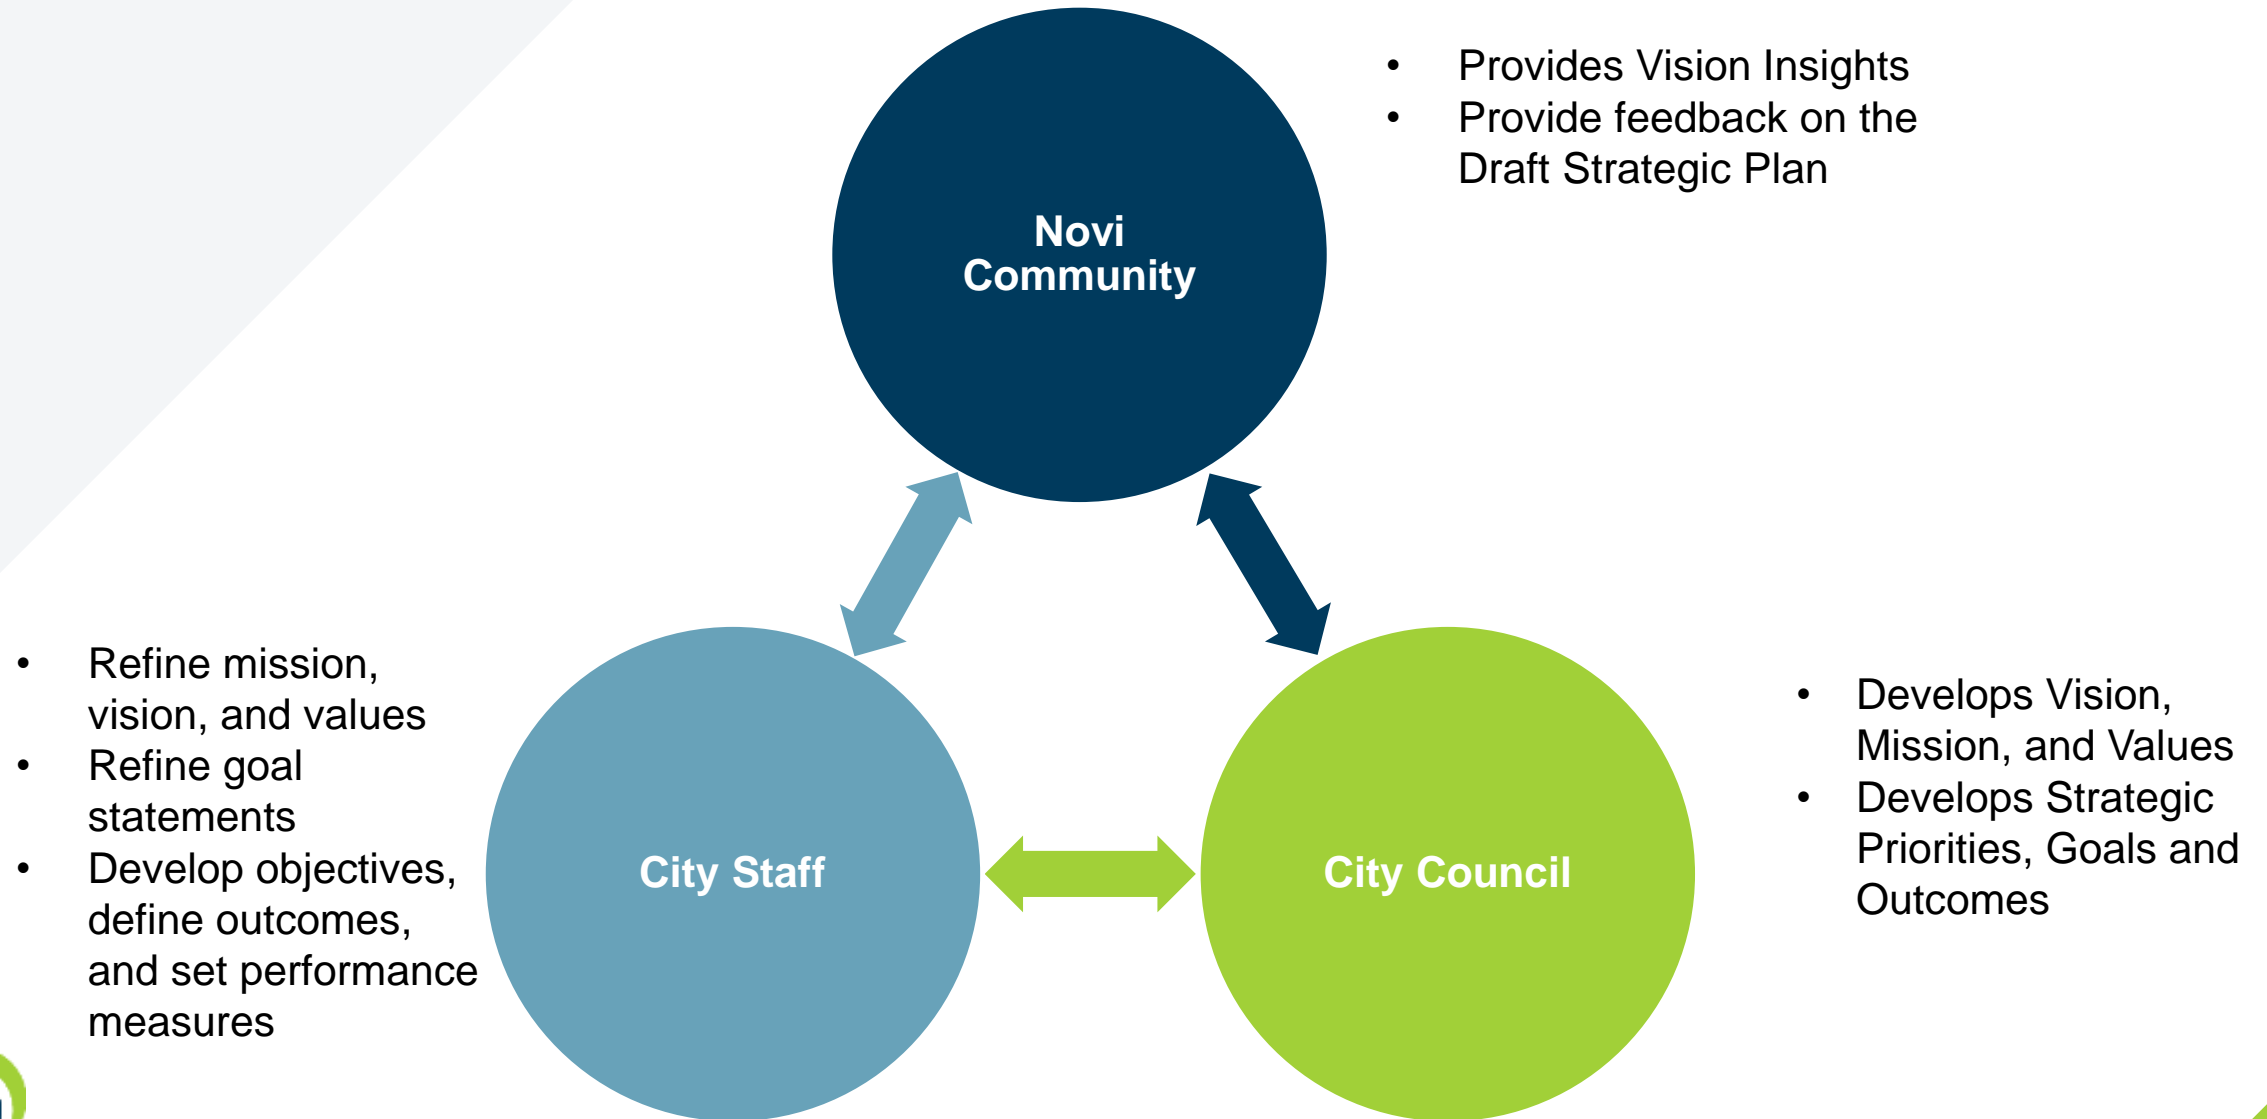 • Provides Vision Insights
• Provide feedback on the
Draft Strategic Plan
Novi
Community
• Refine mission,
vision, and values
• Refine goal
statements
• Develop objectives,
define outcomes,
and set performance
measures
City Staff
City Council
• Develops Vision,
Mission, and Values
• Develops Strategic
Priorities, Goals and
Outcomes